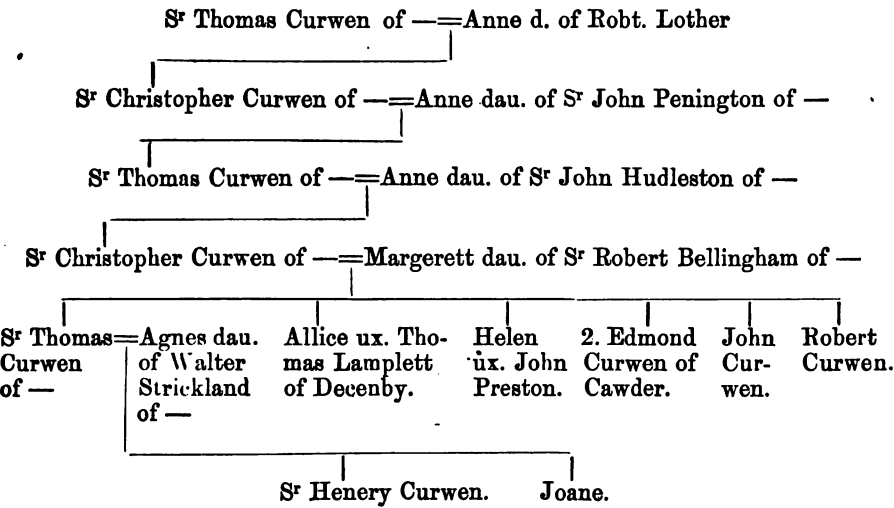 Sʳ Thomas Curwen of —=Anne d. of Robt. Lother
Sʳ Christopher Curwen of —=Anne dau. of Sʳ John Penington of —
Sʳ Thomas Curwen of —=Anne dau. of Sʳ John Hudleston of —
Sʳ Christopher Curwen of —=Margerett dau. of Sʳ Robert Bellingham of —
Sʳ Thomas=Agnes dau.
Curwen of Walter
of — Strickland
of —
Allice ux. Tho-
mas Lamplett
of Decenby.
Helen
ux. John
Preston.
2. Edmond
Curwen of
Cawder.
John
Cur-
wen.
Robert
Curwen.
Sʳ Henery Curwen. Joane.